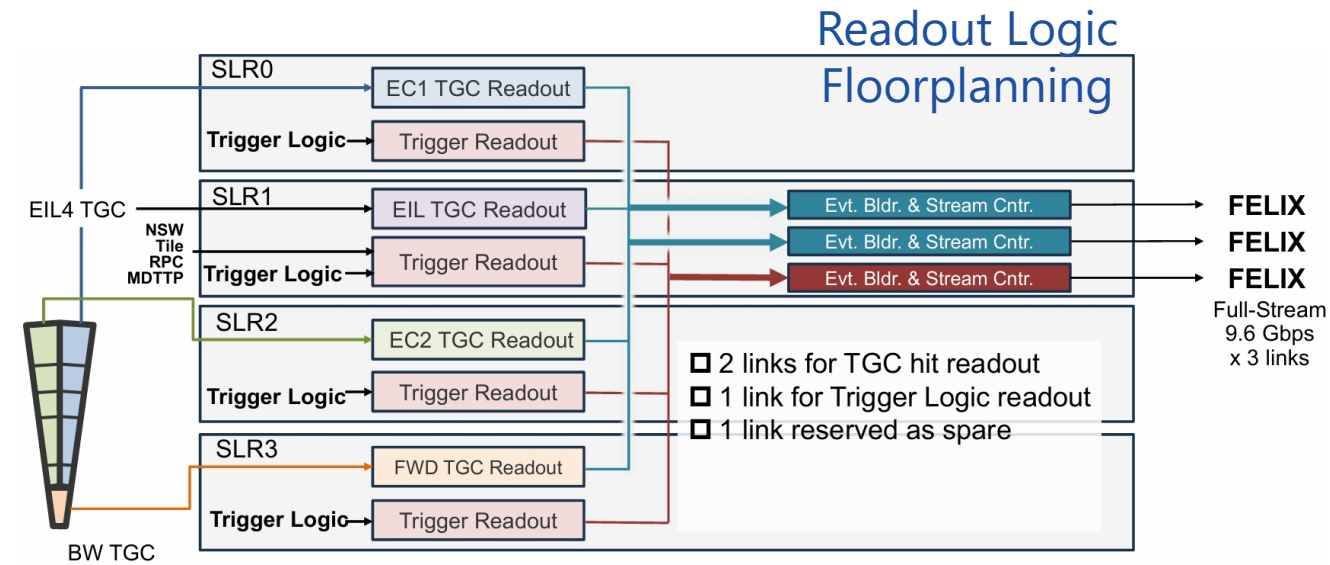 Readout Logic
Floorplanning
SLR0
EC1 TGC Readout
Trigger Logic
Trigger Readout
SLR1
EIL4 TGC
EIL TGC Readout
NSW
Tile
RPC
MDTTP
Trigger Logic
Trigger Readout
Evt. Bldr. & Stream Cntr.
FELIX
Evt. Bldr. & Stream Cntr.
FELIX
Evt. Bldr. & Stream Cntr.
FELIX
Full-Stream
9.6 Gbps
x 3 links
SLR2
EC2 TGC Readout
Trigger Logic
Trigger Readout
2 links for TGC hit readout
1 link for Trigger Logic readout
1 link reserved as spare
SLR3
FWD TGC Readout
Trigger Logic
Trigger Readout
BW TGC